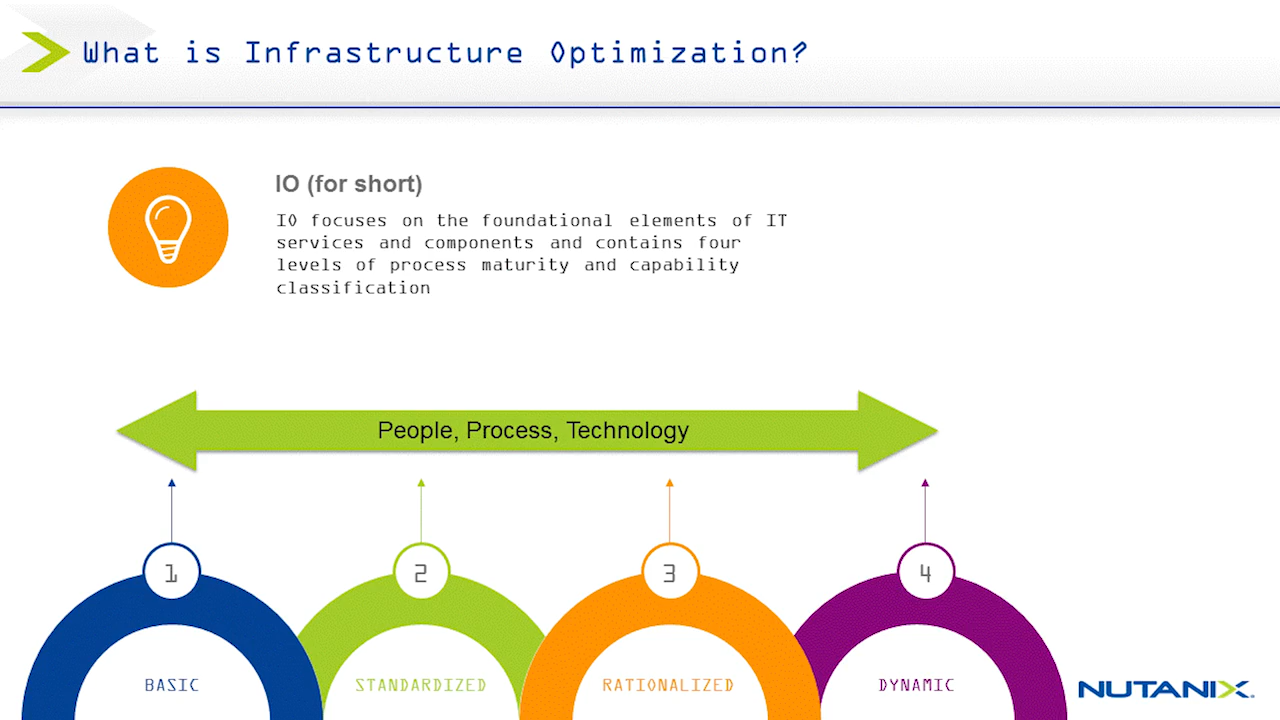 What is Infrastructure Optimization?
IO (for short)
IO focuses on the foundational elements of IT
services and components and contains four
levels of process maturity and capability
classification
People, Process, Technology
1
2
3
4
BASIC
STANDARDIZED
RATIONALIZED
DYNAMIC
NUTANIX